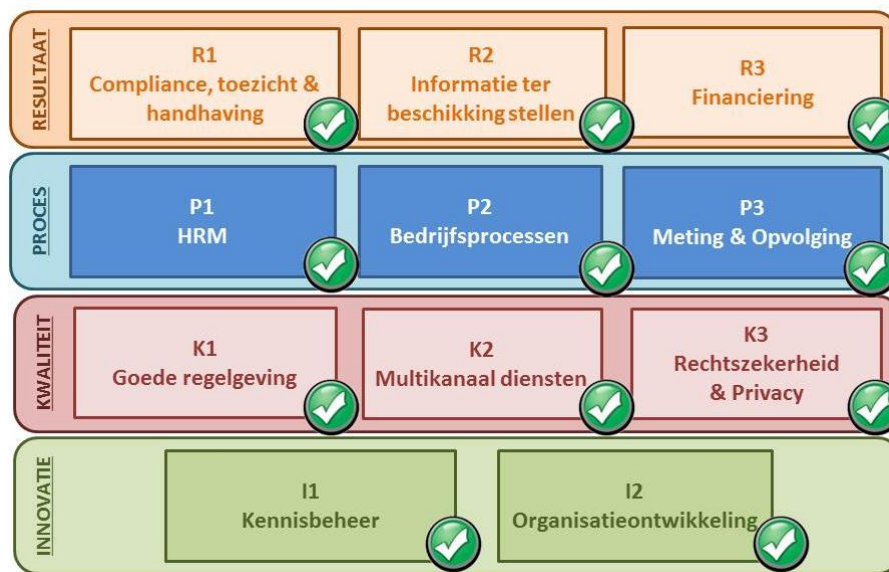 RESULTAAT
R1
Compliance, toezicht &
handhaving
R2
Informatie ter
beschikking stellen
R3
Financiering
PROCES
P1
HRM
P2
Bedrijfsprocessen
P3
Meting & Opvolging
KWALITEIT
K1
Goede regelgeving
K2
Multikanaal diensten
K3
Rechtszekerheid
& Privacy
INNOVATIE
I1
Kennisbeheer
I2
Organisatieontwikkeling